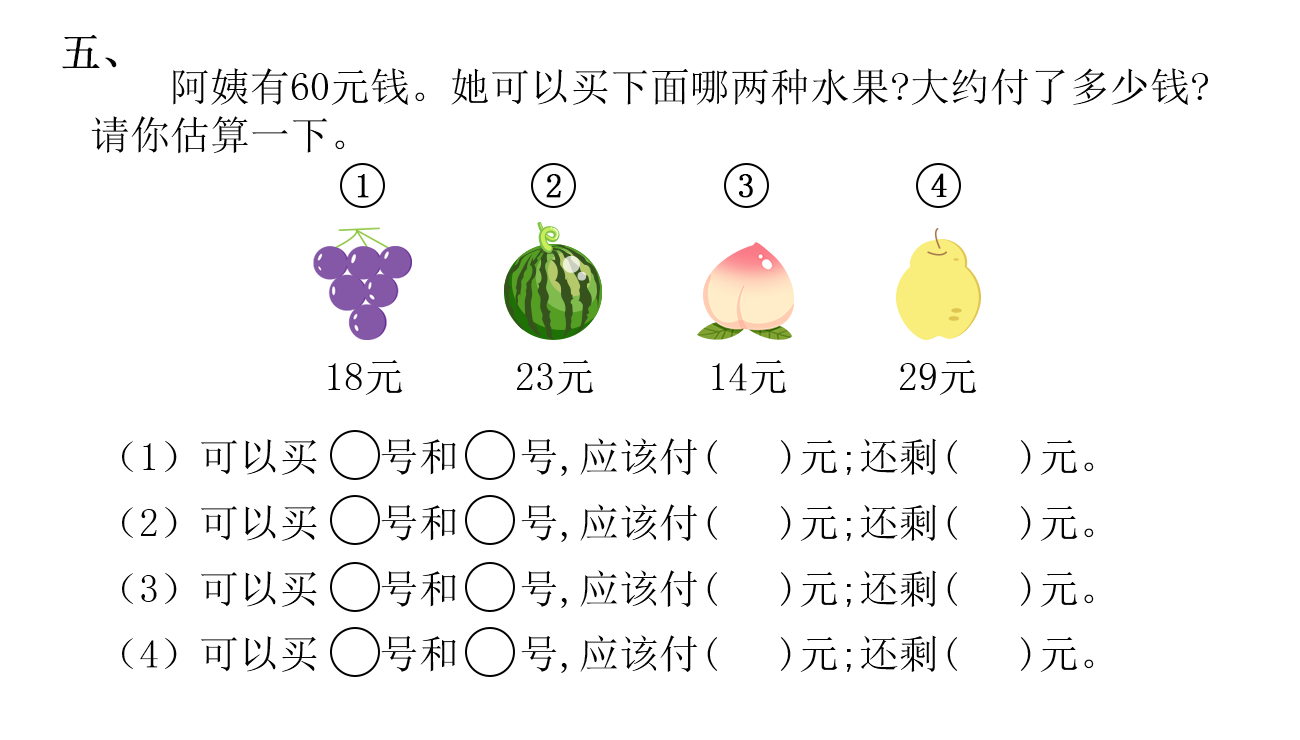 五、
阿姨有60元钱。她可以买下面哪两种水果?大约付了多少钱?
请你估算一下。
① ② ③ ④
18元 23元 14元 29元
（1）可以买○号和○号,应该付(  )元;还剩(  )元。
（2）可以买○号和○号,应该付(  )元;还剩(  )元。
（3）可以买○号和○号,应该付(  )元;还剩(  )元。
（4）可以买○号和○号,应该付(  )元;还剩(  )元。